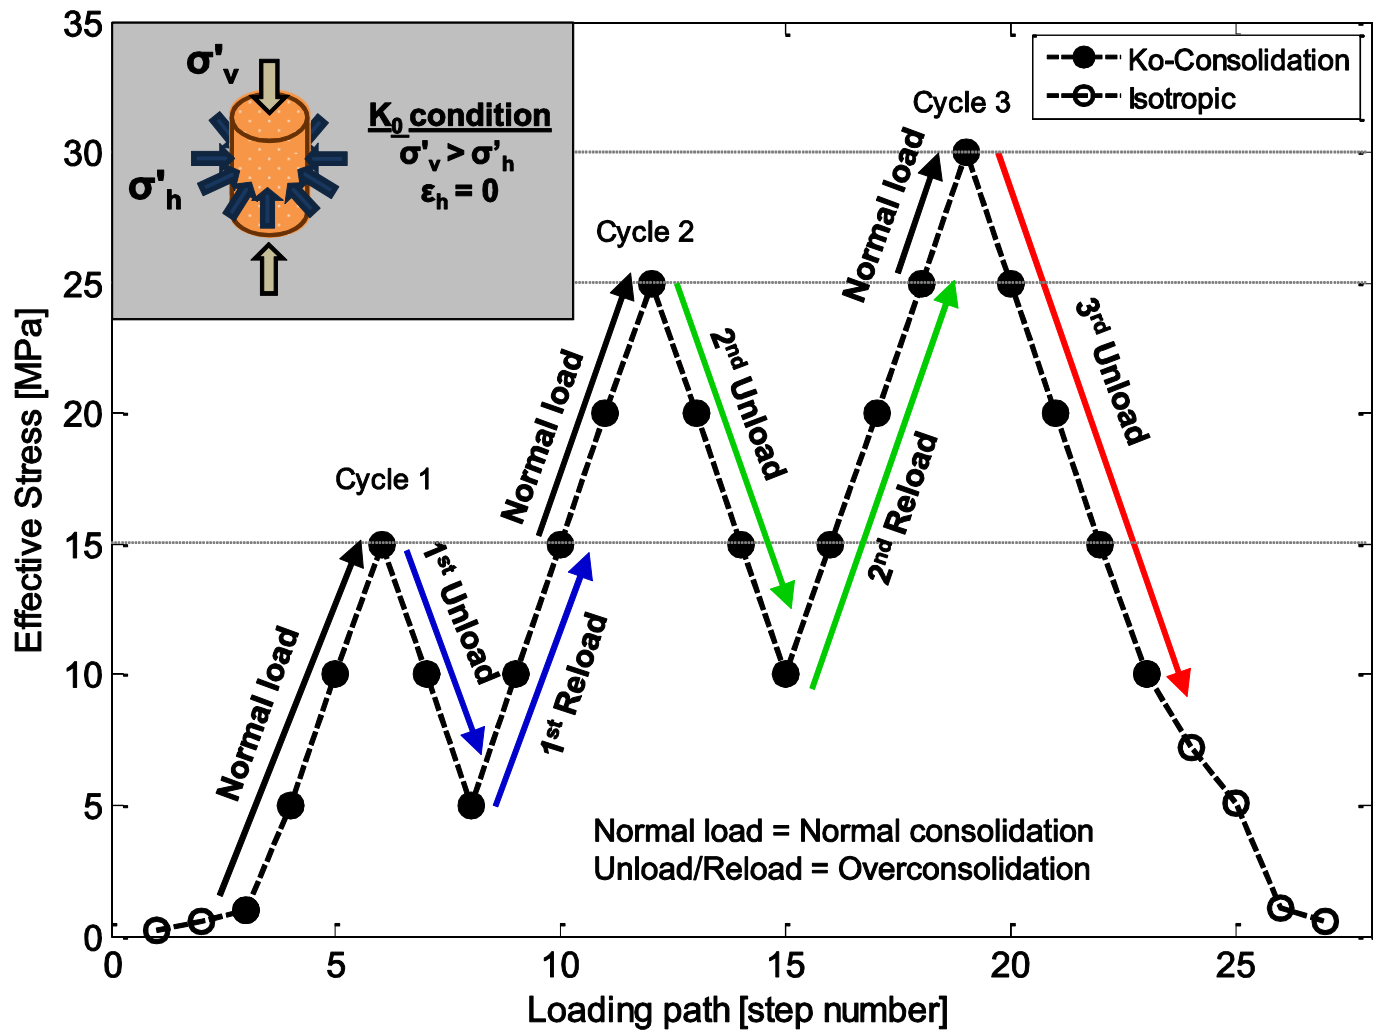 35
30
25
20
15
10
5
0
Effective Stress [MPa]
0
5
10
15
20
25
Loading path [step number]
σ'v
σ'h
K0 condition
σ'v > σ'h
εh = 0
Ko-Consolidation
Isotropic
Cycle 1
Cycle 2
Cycle 3
Normal load
1st Unload
1st Reload
Normal load
2nd Unload
2nd Reload
Normal load
3rd Unload
Normal load = Normal consolidation
Unload/Reload = Overconsolidation